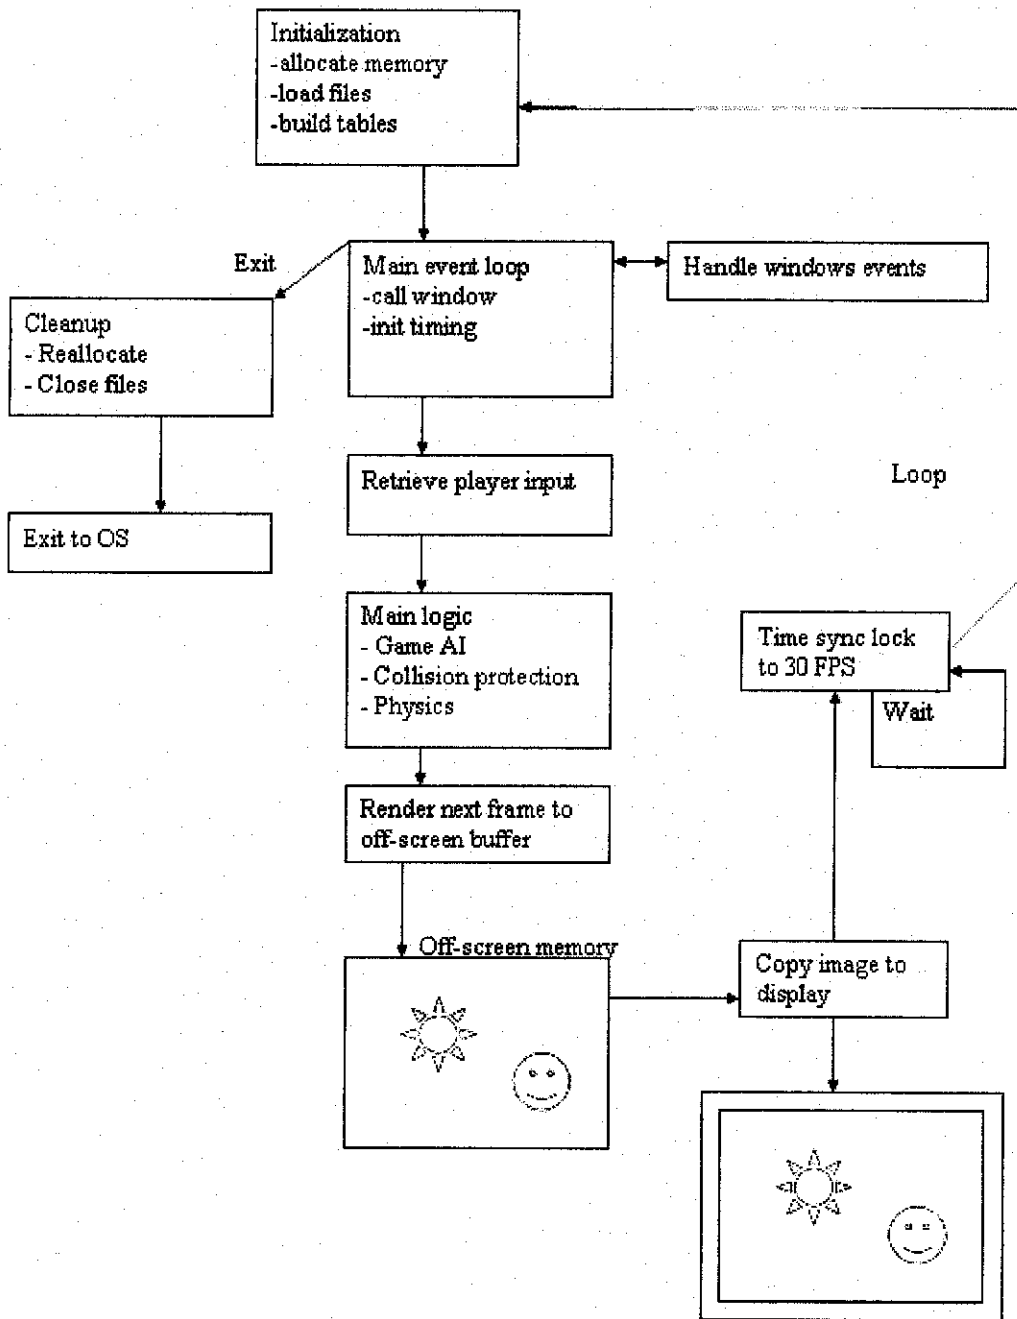 Initialization
-allocate memory
-load files
-build tables
Exit
Main event loop
-call window
-init timing
Handle windows events
Cleanup
- Reallocate
- Close files
Retrieve player input
Loop
Exit to OS
Main logic
- Game AI
- Collision protection
- Physics
Time sync lock
to 30 FPS
Wait
Render next frame to
off-screen buffer
Off-screen memory
Copy image to
display